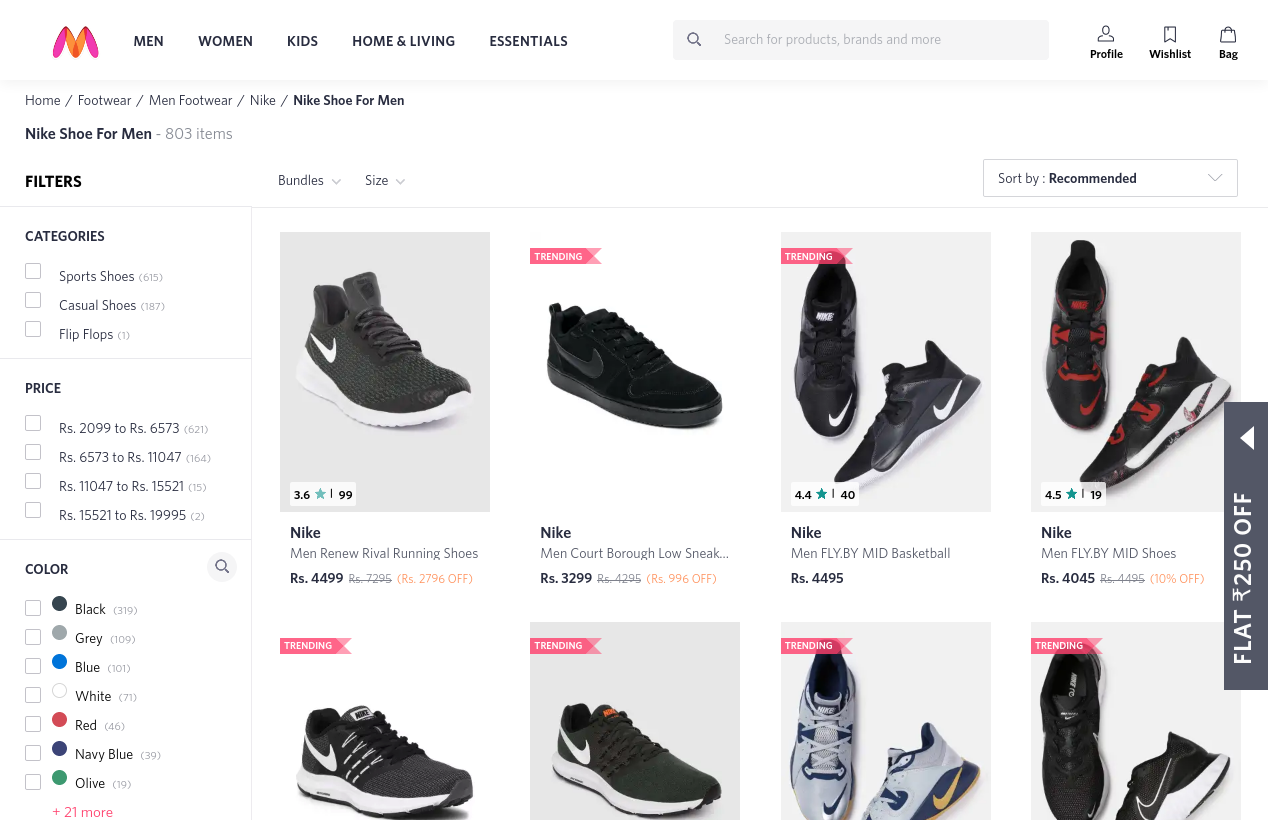 MEN WOMEN KIDS HOME & LIVING ESSENTIALS
Search for products, brands and more
Profile Wishlist Bag
Home / Footwear / Men Footwear / Nike / Nike Shoe For Men
Nike Shoe For Men - 803 items
FILTERS
Bundles Size
Sort by : Recommended
CATEGORIES
Sports Shoes (615)
Casual Shoes (187)
Flip Flops (1)
PRICE
Rs. 2099 to Rs. 6573 (621)
Rs. 6573 to Rs. 11047 (164)
Rs. 11047 to Rs. 15521 (15)
Rs. 15521 to Rs. 19995 (2)
COLOR
Black (319)
Grey (109)
Blue (101)
White (71)
Red (46)
Navy Blue (39)
Olive (19)
+ 21 more
3.6 ★ | 99
Nike
Men Renew Rival Running Shoes
Rs. 4499 Rs. 7295 (Rs. 2796 OFF)
TRENDING
Nike
Men Court Borough Low Sneak...
Rs. 3299 Rs. 4295 (Rs. 996 OFF)
TRENDING
NIKE
4.4 ★ | 40
Nike
Men FLY.BY MID Basketball
Rs. 4495
NIKE
4.5 ★ | 19
Nike
Men FLY.BY MID Shoes
Rs. 4045 Rs. 4495 (10% OFF)
TRENDING
NIKE
TRENDING
NIKE
TRENDING
NIKE
TRENDING
NIKE
FLAT ₹250 OFF